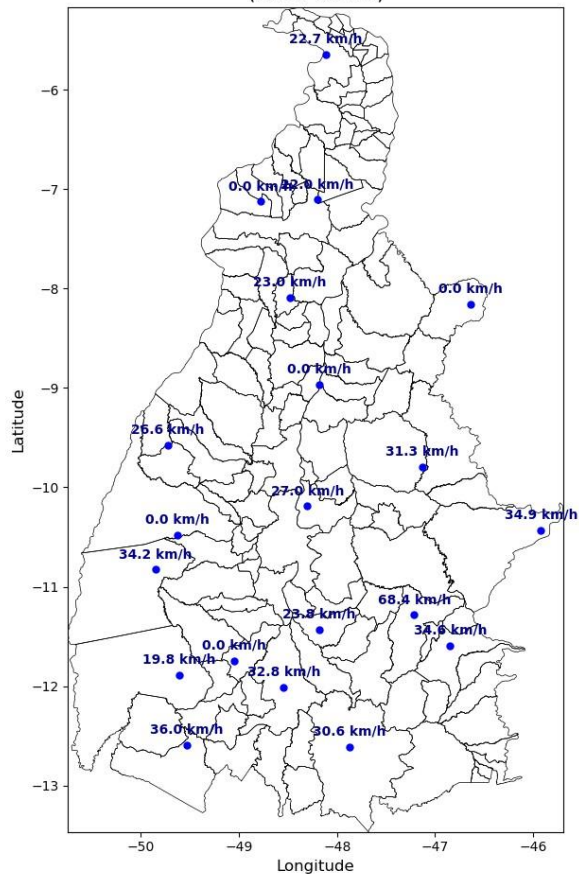 22.7 km/h
−6
0.0 km/h
22.0 km/h
−7
23.0 km/h
0.0 km/h
−8
0.0 km/h
−9
26.6 km/h
31.3 km/h
Latitude
−10
27.0 km/h
34.9 km/h
0.0 km/h
34.2 km/h
−11
68.4 km/h
23.8 km/h
34.6 km/h
0.0 km/h
19.8 km/h
32.8 km/h
−12
36.0 km/h
30.6 km/h
−13
−50 −49 −48 −47 −46
Longitude